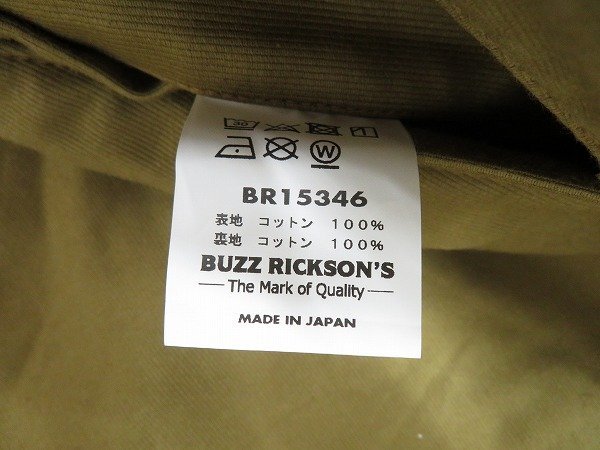 BR15346
表地 コットン 100%
裏地 コットン 100%
BUZZ RICKSON'S
The Mark of Quality
MADE IN JAPAN